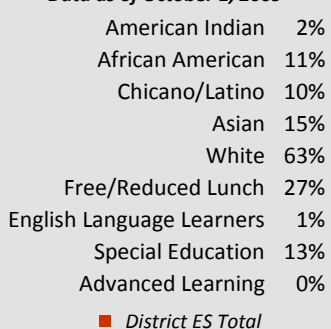 American Indian 2%
African American 11%
Chicano/Latino 10%
Asian 15%
White 63%
Free/Reduced Lunch 27%
English Language Learners 1%
Special Education 13%
Advanced Learning 0%
District ES Total